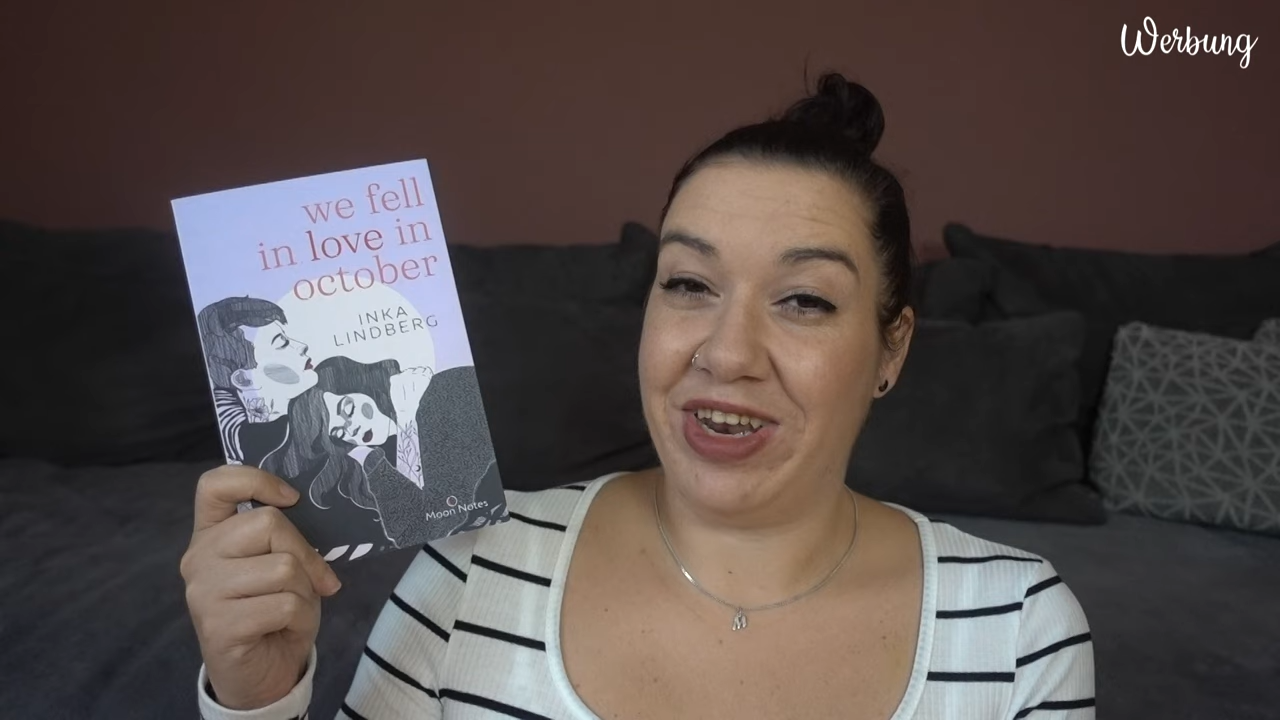 Werbung
we fell
in love in
october
INKA
LINDBERG
Moon Notes